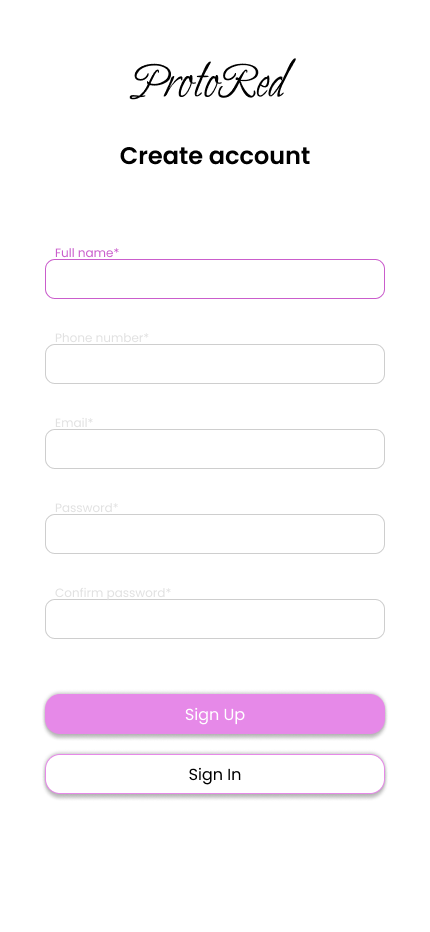 ProtoRed
Create account
Full name*
Phone number*
Email*
Password*
Confirm password*
Sign Up
Sign In